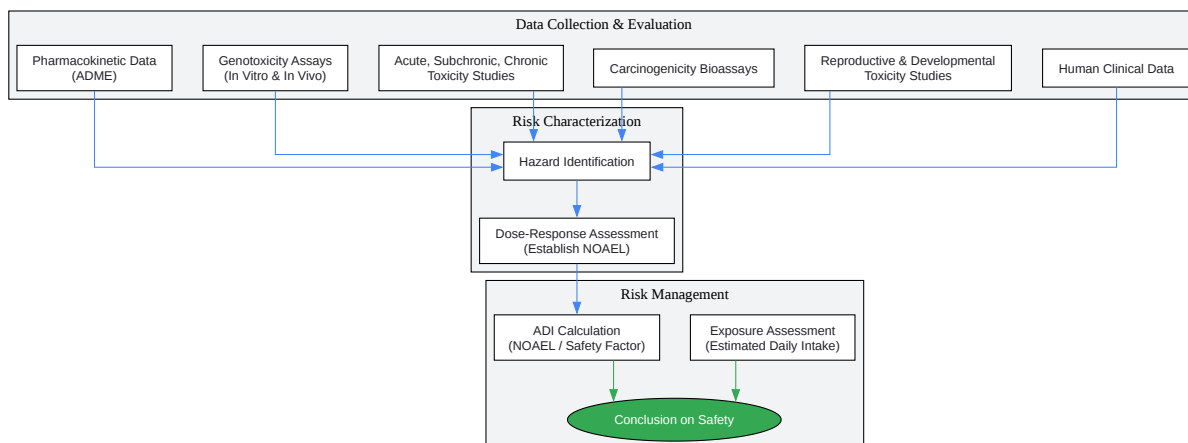 Data Collection & Evaluation
Pharmacokinetic Data
(ADME)
Genotoxicity Assays
(In Vitro & In Vivo)
Acute, Subchronic, Chronic
Toxicity Studies
Carcinogenicity Bioassays
Reproductive & Developmental
Toxicity Studies
Human Clinical Data
Risk Characterization
Hazard Identification
Dose-Response Assessment
(Establish NOAEL)
Risk Management
ADI Calculation
(NOAEL / Safety Factor)
Exposure Assessment
(Estimated Daily Intake)
Conclusion on Safety